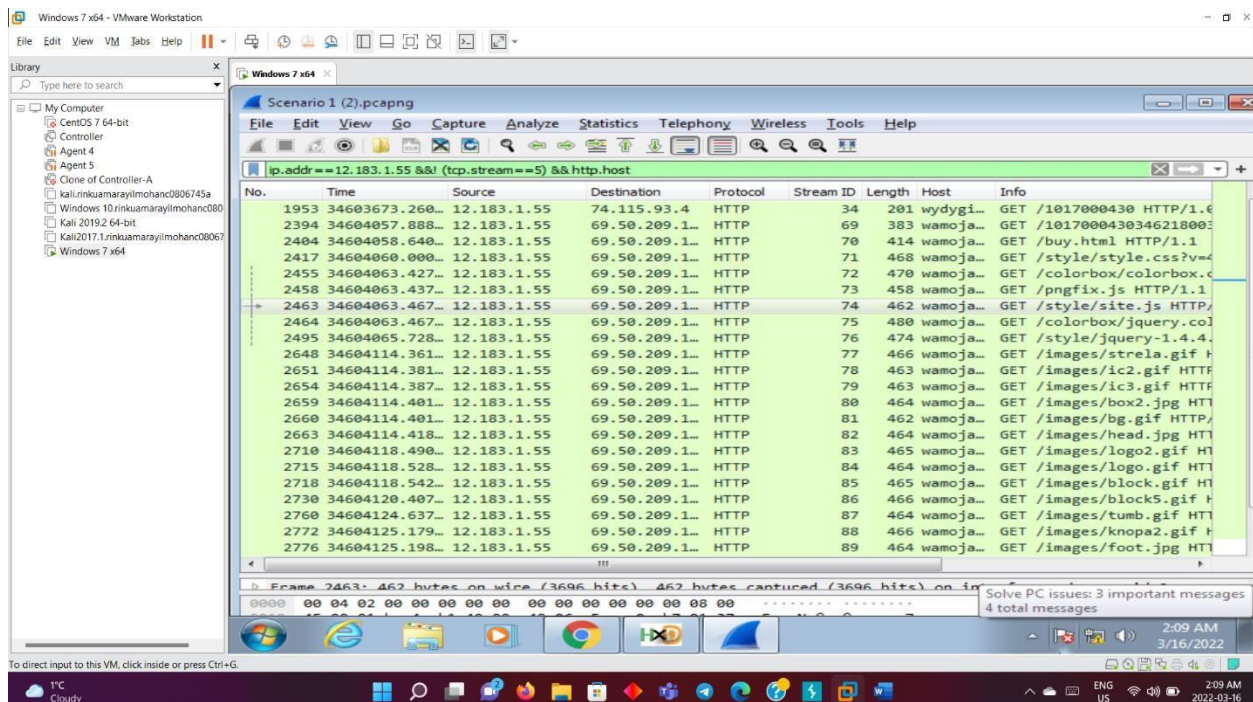 Windows 7 x64 - VMware Workstation
File Edit View VM Tabs Help
Library
Type here to search
My Computer
CentOS 7 64-bit
Controller
Agent 4
Agent 5
Clone of Controller-A
kali.rinkuamarayilmohanc0806745a
Windows 10.rinkuamarayilmohanc080
Kali 2019.2 64-bit
Kali2017.1.rinkuamarayilmohanc08067
Windows 7 x64
Windows 7 x64
Scenario 1 (2).pcapng
File Edit View Go Capture Analyze Statistics Telephony Wireless Tools Help
ip.addr==12.183.1.55 &&! (tcp.stream==5) && http.host
No. Time Source Destination Protocol Stream ID Length Host Info
1953 34603673.260… 12.183.1.55 74.115.93.4 HTTP 34 201 wydygi… GET /1017000430 HTTP/1.
2394 34604057.888… 12.183.1.55 69.50.209.1… HTTP 69 383 wamoja… GET /101700043034621800
2404 34604058.640… 12.183.1.55 69.50.209.1… HTTP 70 414 wamoja… GET /buy.html HTTP/1.1
2417 34604060.000… 12.183.1.55 69.50.209.1… HTTP 71 468 wamoja… GET /style/style.css?v=
2455 34604063.427… 12.183.1.55 69.50.209.1… HTTP 72 470 wamoja… GET /colorbox/colorbox.
2458 34604063.437… 12.183.1.55 69.50.209.1… HTTP 73 458 wamoja… GET /pngfix.js HTTP/1.1
2463 34604063.467… 12.183.1.55 69.50.209.1… HTTP 74 462 wamoja… GET /style/site.js HTTP/
2464 34604063.467… 12.183.1.55 69.50.209.1… HTTP 75 480 wamoja… GET /colorbox/jquery.col
2495 34604065.728… 12.183.1.55 69.50.209.1… HTTP 76 474 wamoja… GET /style/jquery-1.4.4.
2648 34604114.361… 12.183.1.55 69.50.209.1… HTTP 77 466 wamoja… GET /images/strela.gif
2651 34604114.381… 12.183.1.55 69.50.209.1… HTTP 78 463 wamoja… GET /images/ic2.gif HTTP
2654 34604114.387… 12.183.1.55 69.50.209.1… HTTP 79 463 wamoja… GET /images/ic3.gif HTTP
2659 34604114.401… 12.183.1.55 69.50.209.1… HTTP 80 464 wamoja… GET /images/box2.jpg HTT
2660 34604114.401… 12.183.1.55 69.50.209.1… HTTP 81 462 wamoja… GET /images/bg.gif HTTP/
2663 34604114.418… 12.183.1.55 69.50.209.1… HTTP 82 464 wamoja… GET /images/head.jpg HTT
2710 34604118.490… 12.183.1.55 69.50.209.1… HTTP 83 465 wamoja… GET /images/logo2.gif HT
2715 34604118.528… 12.183.1.55 69.50.209.1… HTTP 84 464 wamoja… GET /images/logo.gif HTT
2718 34604118.542… 12.183.1.55 69.50.209.1… HTTP 85 465 wamoja… GET /images/block.gif HT
2730 34604120.407… 12.183.1.55 69.50.209.1… HTTP 86 466 wamoja… GET /images/block5.gif
2760 34604124.637… 12.183.1.55 69.50.209.1… HTTP 87 464 wamoja… GET /images/tumb.gif HTT
2772 34604125.179… 12.183.1.55 69.50.209.1… HTTP 88 466 wamoja… GET /images/knopa2.gif
2776 34604125.198… 12.183.1.55 69.50.209.1… HTTP 89 464 wamoja… GET /images/foot.jpg HTT
Frame 2463: 462 bytes on wire (3696 bits) 462 bytes captured (3696 bits) on
0000 00 04 02 00 00 00 00 00 00 00 00 00 00 00 08 00
Solve PC issues: 3 important messages
4 total messages
2:09 AM
3/16/2022
To direct input to this VM, click inside or press Ctrl+G.
1°C
Cloudy
ENG
US
2:09 AM
2022-03-16